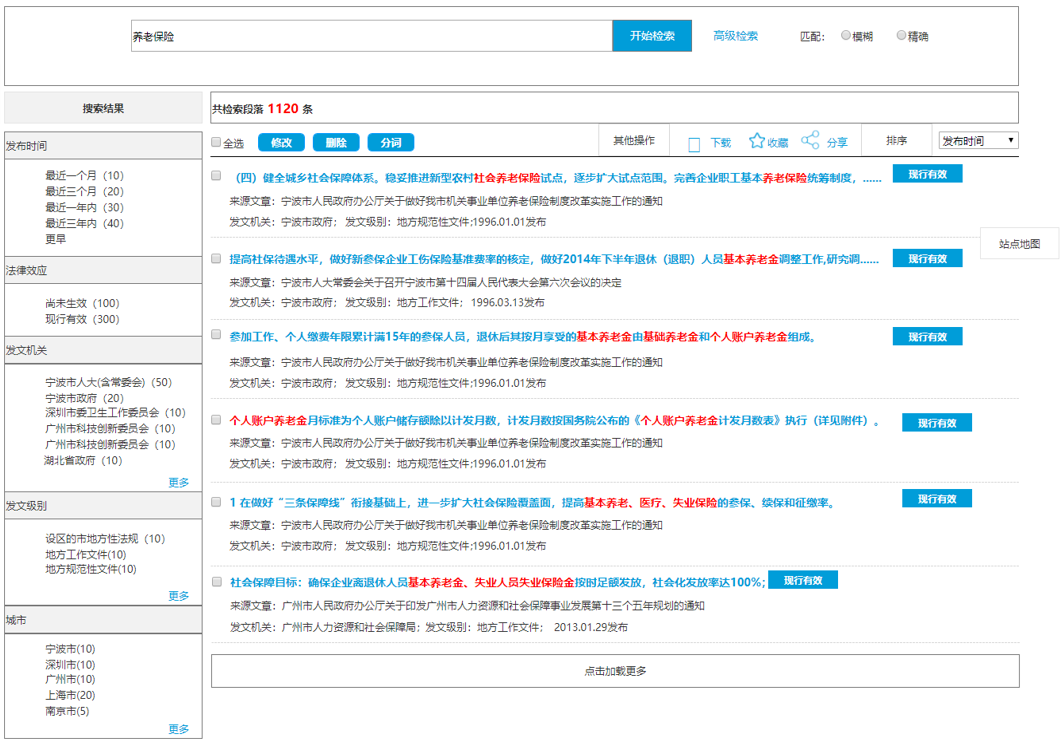 养老保险
开始检索
高级检索
匹配：
模糊
精确
搜索结果
共检索段落 1120 条
发布时间
最近一个月（10）
最近三个月（20）
最近一年内（30）
最近三年内（40）
更早
法律效应
尚未生效（100）
现行有效（300）
发文机关
宁波市人大(含常委会)（50）
宁波市政府（20）
深圳市委卫生工作委员会（10）
广州市科技创新委员会（10）
广州市科技创新委员会（10）
湖北省政府（10）
更多
发文级别
设区的市地方性法规（10）
地方工作文件(10)
地方规范性文件(10)
更多
城市
宁波市(10)
深圳市(10)
广州市(10)
上海市(20)
南京市(5)
更多
全选
修改
删除
分词
其他操作
下载
收藏
分享
排序
发布时间
（四）健全城乡社会保障体系。稳妥推进新型农村社会养老保险试点，逐步扩大试点范围。完善企业职工基本养老保险统筹制度，......
现行有效
来源文章：宁波市人民政府办公厅关于做好我市机关事业单位养老保险制度改革实施工作的通知
发文机关：宁波市政府； 发文级别：地方规范性文件;1996.01.01发布
站点地图
提高社保待遇水平，做好新参保企业工伤保险基准费率的核定，做好2014年下半年退休（退职）人员基本养老金调整工作,研究调......
现行有效
来源文章：宁波市人大常委会关于召开宁波市第十四届人民代表大会第六次会议的决定
发文机关：宁波市政府； 发文级别：地方工作文件； 1996.03.13发布
参加工作、个人缴费年限累计满15年的参保人员，退休后其按月享受的基本养老金由基础养老金和个人账户养老金组成。
现行有效
来源文章：宁波市人民政府办公厅关于做好我市机关事业单位养老保险制度改革实施工作的通知
发文机关：宁波市政府； 发文级别：地方规范性文件;1996.01.01发布
个人账户养老金月标准为个人账户储存额除以计发月数，计发月数按国务院公布的《个人账户养老金计发月数表》执行（详见附件）。
现行有效
来源文章：宁波市人民政府办公厅关于做好我市机关事业单位养老保险制度改革实施工作的通知
发文机关：宁波市政府； 发文级别：地方规范性文件;1996.01.01发布
1 在做好“三条保障线”衔接基础上，进一步扩大社会保险覆盖面，提高基本养老、医疗、失业保险的参保、续保和征缴率。
现行有效
来源文章：宁波市人民政府办公厅关于做好我市机关事业单位养老保险制度改革实施工作的通知
发文机关：宁波市政府； 发文级别：地方规范性文件;1996.01.01发布
社会保障目标：确保企业离退休人员基本养老金、失业人员失业保险金按时足额发放，社会化发放率达100%；
现行有效
来源文章：广州市人民政府办公厅关于印发广州市人力资源和社会保障事业发展第十三个五年规划的通知
发文机关：广州市人力资源和社会保障局；发文级别：地方工作文件； 2013.01.29发布
点击加载更多